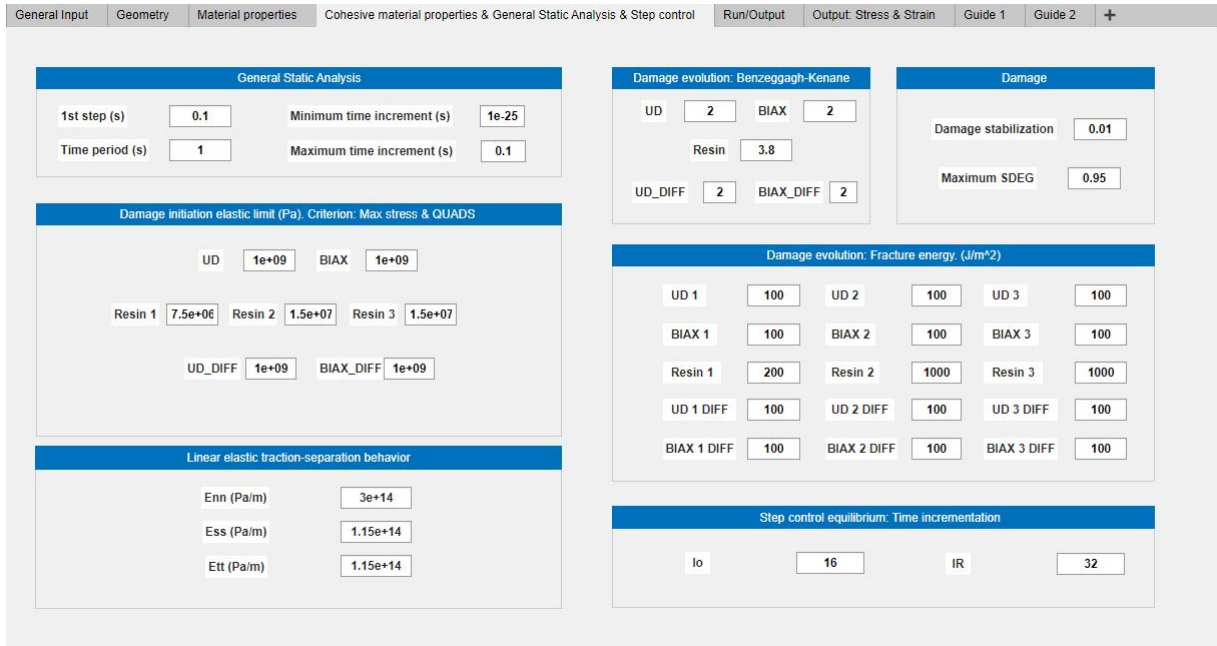 General Input Geometry Material properties Cohesive material properties & General Static Analysis & Step control Run/Output Output: Stress & Strain Guide 1 Guide 2 +
General Static Analysis
1st step (s) 0.1 Minimum time increment (s) 1e-25
Time period (s) 1 Maximum time increment (s) 0.1
Damage initiation elastic limit (Pa). Criterion: Max stress & QUADS
UD 1e+09 BIAX 1e+09
Resin 1 7.5e+06 Resin 2 1.5e+07 Resin 3 1.5e+07
UD_DIFF 1e+09 BIAX_DIFF 1e+09
Linear elastic traction-separation behavior
Enn (Pa/m) 3e+14
Ess (Pa/m) 1.15e+14
Ett (Pa/m) 1.15e+14
Damage evolution: Benzeggagh-Kenane
UD 2 BIAX 2
Resin 3.8
UD_DIFF 2 BIAX_DIFF 2
Damage
Damage stabilization 0.01
Maximum SDEG 0.95
Damage evolution: Fracture energy. (J/m^2)
UD 1 100 UD 2 100 UD 3 100
BIAX 1 100 BIAX 2 100 BIAX 3 100
Resin 1 200 Resin 2 1000 Resin 3 1000
UD 1 DIFF 100 UD 2 DIFF 100 UD 3 DIFF 100
BIAX 1 DIFF 100 BIAX 2 DIFF 100 BIAX 3 DIFF 100
Step control equilibrium: Time incrementation
Io 16 IR 32